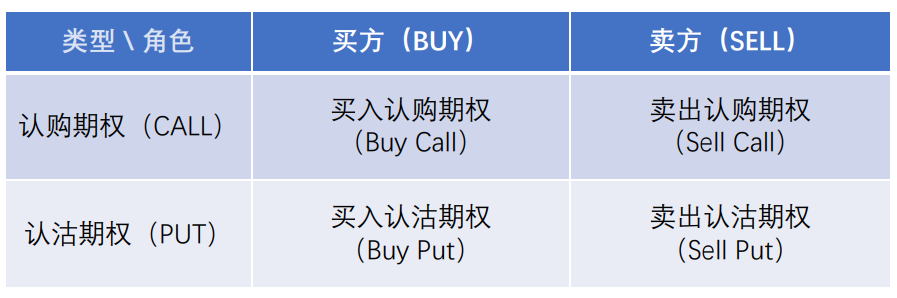 类型 \ 角色
买方（BUY）
卖方（SELL）
认购期权（CALL）
买入认购期权
（Buy Call）
卖出认购期权
（Sell Call）
认沽期权（PUT）
买入认沽期权
（Buy Put）
卖出认沽期权
（Sell Put）